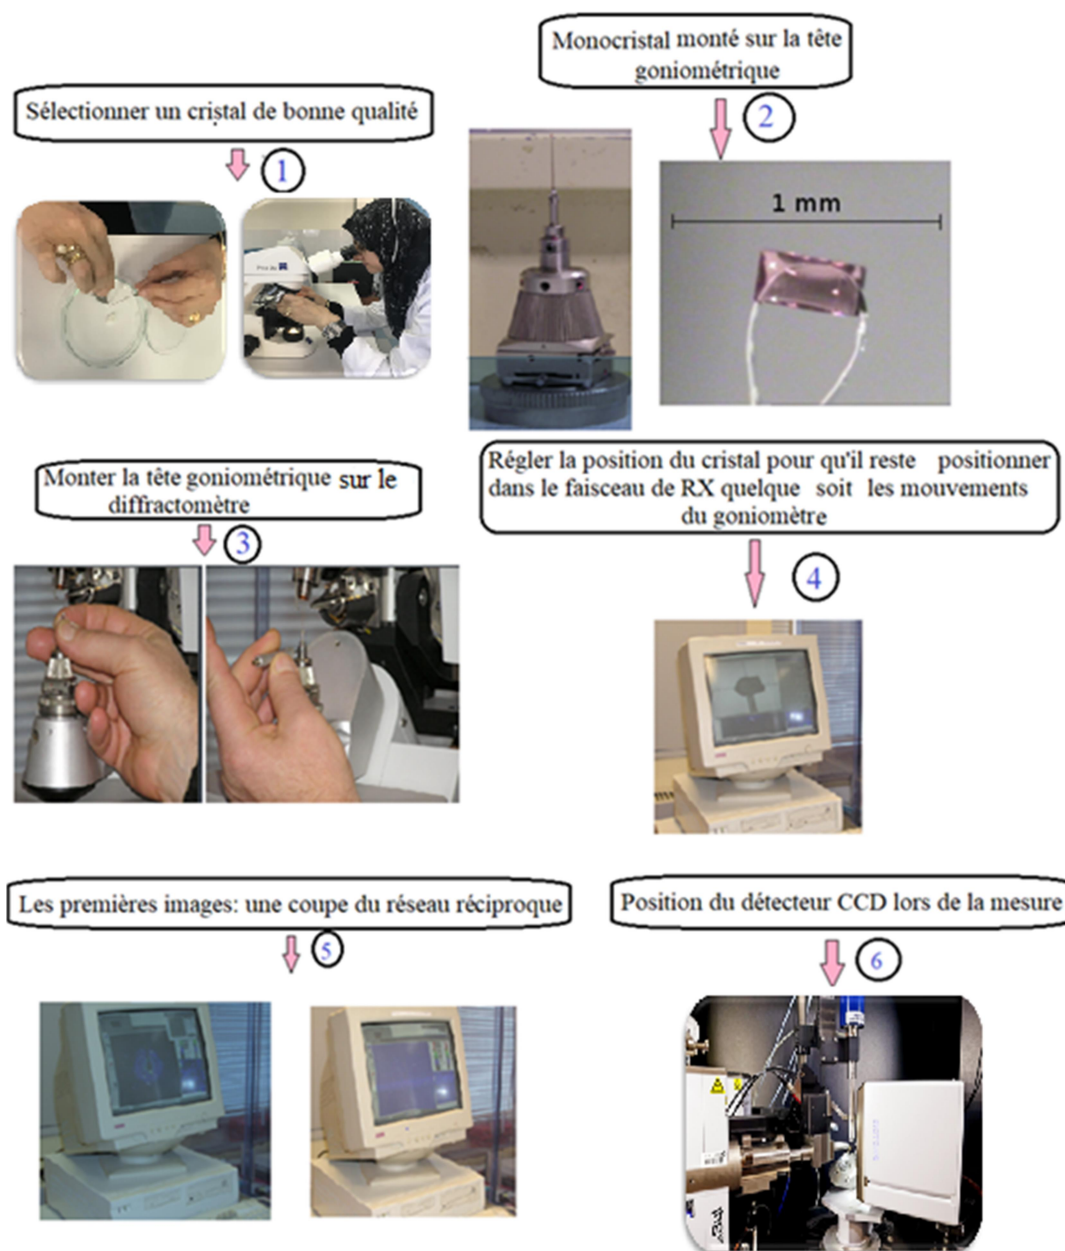 Sélectionner un cristal de bonne qualité
1
Monocristal monté sur la tête
goniométrique
2
1 mm
Monter la tête goniométrique sur le
diffractomètre
3
Régler la position du cristal pour qu'il reste positionner
dans le faisceau de RX quelque soit les mouvements
du goniomètre
4
Les premières images: une coupe du réseau réciproque
5
Position du détecteur CCD lors de la mesure
6